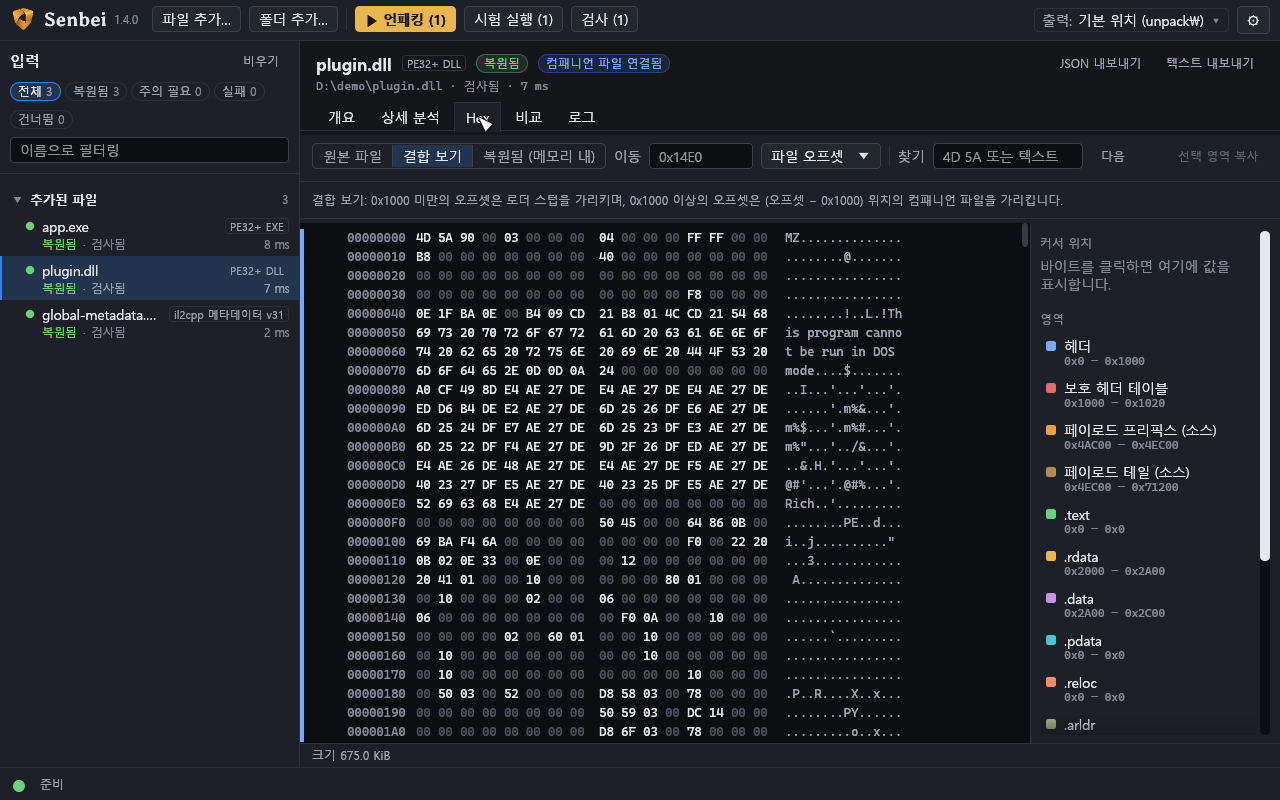 Senbei 1.4.0 파일 추가... 폴더 추가... 언패킹 (1) 시험 실행 (1) 검사 (1) 출력: 기본 위치 (unpack₩)
입력 비우기
전체 3 복원됨 3 주의 필요 0 실패 0
건너뜀 0
이름으로 필터링
추가된 파일 3
app.exe PE32+ EXE
복원됨 · 검사됨 8 ms
plugin.dll PE32+ DLL
복원됨 · 검사됨 7 ms
global-metadata.... il2cpp 메타데이터 v31
복원됨 · 검사됨 2 ms
plugin.dll PE32+ DLL 복원됨 컴패니언 파일 연결됨 JSON 내보내기 텍스트 내보내기
D:\demo\plugin.dll · 검사됨 · 7 ms
개요 상세 분석 Hex 비교 로그
원본 파일 결합 보기 복원됨 (메모리 내) 이동 0x14E0 파일 오프셋 찾기 4D 5A 또는 텍스트 다음 선택 영역 복사
결합 보기: 0x1000 미만의 오프셋은 로더 스텁을 가리키며, 0x1000 이상의 오프셋은 (오프셋 − 0x1000) 위치의 컴패니언 파일을 가리킵니다.
00000000 4D 5A 90 00 03 00 00 00 04 00 00 00 FF FF 00 00 MZ..............
00000010 B8 00 00 00 00 00 00 00 40 00 00 00 00 00 00 00 ........@.......
00000020 00 00 00 00 00 00 00 00 00 00 00 00 00 00 00 00 ................
00000030 00 00 00 00 00 00 00 00 00 00 00 00 F8 00 00 00 ................
00000040 0E 1F BA 0E 00 B4 09 CD 21 B8 01 4C CD 21 54 68 ........!..L.!Th
00000050 69 73 20 70 72 6F 67 72 61 6D 20 63 61 6E 6E 6F is program canno
00000060 74 20 62 65 20 72 75 6E 20 69 6E 20 44 4F 53 20 t be run in DOS
00000070 6D 6F 64 65 2E 0D 0D 0A 24 00 00 00 00 00 00 00 mode....$.......
00000080 A0 CF 49 8D E4 AE 27 DE E4 AE 27 DE E4 AE 27 DE ..I...'...'...'.
00000090 ED D6 B4 DE E2 AE 27 DE 6D 25 26 DF E6 AE 27 DE ......'.m%&...'.
000000A0 6D 25 24 DF E7 AE 27 DE 6D 25 23 DF E3 AE 27 DE m%$...'.m%#...'.
000000B0 6D 25 22 DF F4 AE 27 DE 9D 2F 26 DF ED AE 27 DE m%"...'../&...'.
000000C0 E4 AE 26 DE 48 AE 27 DE E4 AE 27 DE F5 AE 27 DE ..&.H.'...'...'.
000000D0 40 23 27 DF E5 AE 27 DE 40 23 25 DF E5 AE 27 DE @#'...'.@#%...'.
000000E0 52 69 63 68 E4 AE 27 DE 00 00 00 00 00 00 00 00 Rich..'.........
000000F0 00 00 00 00 00 00 00 00 50 45 00 00 64 86 0B 00 ........PE..d...
00000100 69 BA F4 6A 00 00 00 00 00 00 00 00 F0 00 22 20 i..j.........."
00000110 0B 02 0E 33 00 0E 00 00 00 12 00 00 00 00 00 00 ...3............
00000120 20 41 01 00 00 10 00 00 00 00 00 80 01 00 00 00  A..............
00000130 00 10 00 00 00 02 00 00 06 00 00 00 00 00 00 00 ................
00000140 06 00 00 00 00 00 00 00 00 F0 0A 00 00 10 00 00 ................
00000150 00 00 00 00 02 00 60 01 00 00 10 00 00 00 00 00 ......`.........
00000160 00 10 00 00 00 00 00 00 00 00 10 00 00 00 00 00 ................
00000170 00 10 00 00 00 00 00 00 00 00 00 00 10 00 00 00 ................
00000180 00 50 03 00 52 00 00 00 D8 58 03 00 78 00 00 00 .P..R....X..x...
00000190 00 00 00 00 00 00 00 00 50 59 03 00 DC 14 00 00 ........PY......
000001A0 00 00 00 00 00 00 00 00 D8 6F 03 00 78 00 00 00 .........o..x...
커서 위치
바이트를 클릭하면 여기에 값을
표시합니다.
영역
헤더
0x0 — 0x1000
보호 헤더 테이블
0x1000 — 0x1020
페이로드 프리픽스 (소스)
0x4AC00 — 0x4EC00
페이로드 테일 (소스)
0x4EC00 — 0x71200
.text
0x0 — 0x0
.rdata
0x2000 — 0x2A00
.data
0x2A00 — 0x2C00
.pdata
0x0 — 0x0
.reloc
0x0 — 0x0
.arldr
크기 675.0 KiB
준비